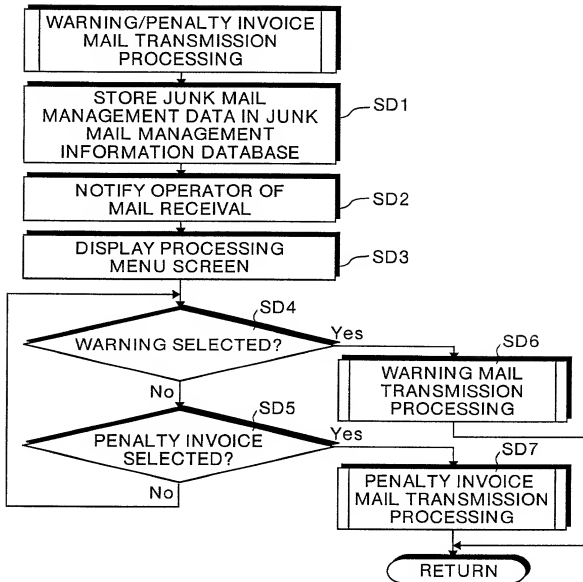 WARNING/PENALTY INVOICE
MAIL TRANSMISSION
PROCESSING
STORE JUNK MAIL
MANAGEMENT DATA IN JUNK
MAIL MANAGEMENT
INFORMATION DATABASE
SD1
NOTIFY OPERATOR OF
MAIL RECEIVAL
SD2
DISPLAY PROCESSING
MENU SCREEN
SD3
SD4
WARNING SELECTED?
Yes
No
SD6
WARNING MAIL
TRANSMISSION
PROCESSING
SD5
PENALTY INVOICE
SELECTED?
Yes
No
SD7
PENALTY INVOICE
MAIL TRANSMISSION
PROCESSING
RETURN